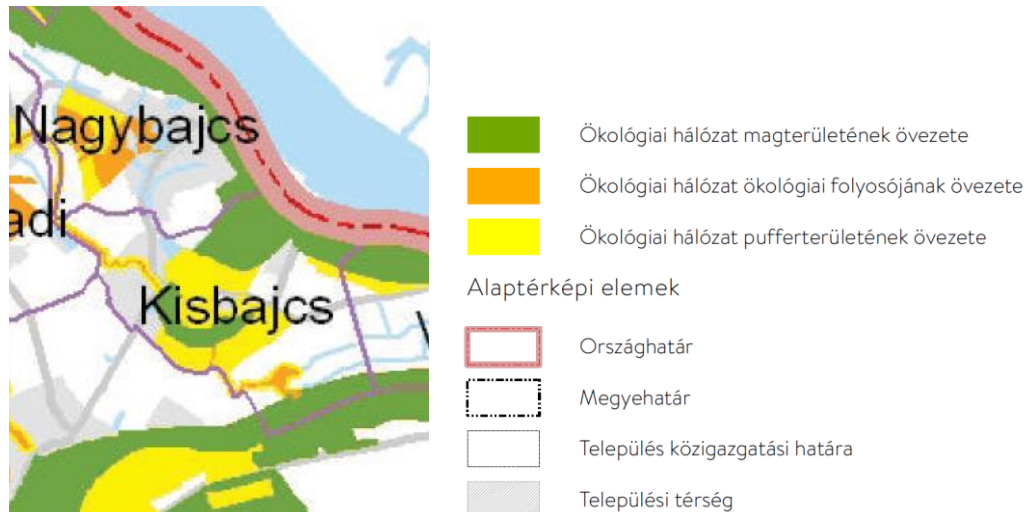 Nagybajcs
adi
Kisbajcs
Ökológiai hálózat magterületének övezete
Ökológiai hálózat ökológiai folyosójának övezete
Ökológiai hálózat pufferterületének övezete
Alaptérképi elemek
Országhatár
Megyehatár
Település közigazgatási határa
Települési térség